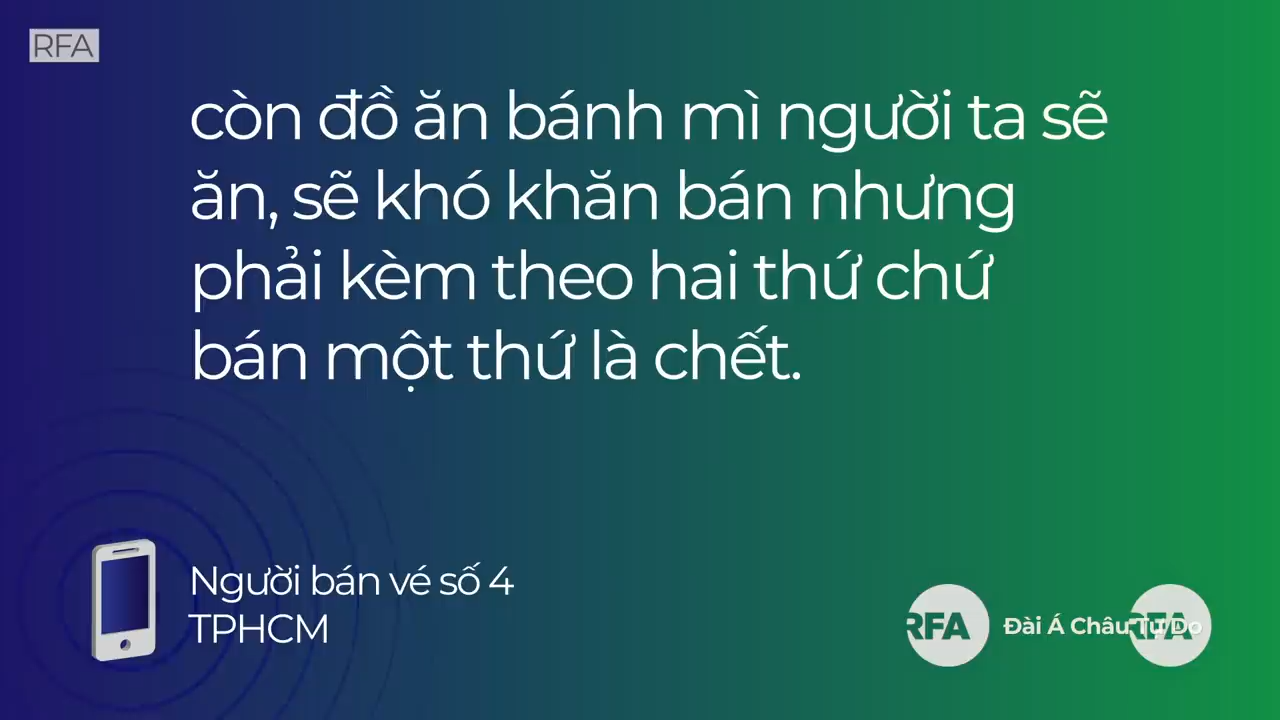 RFA
còn đồ ăn bánh mì người ta sẽ
ăn, sẽ khó khăn bán nhưng
phải kèm theo hai thứ chứ
bán một thứ là chết.
Người bán vé số 4
TPHCM
RFA Đài Á Châu Tự Do RFA